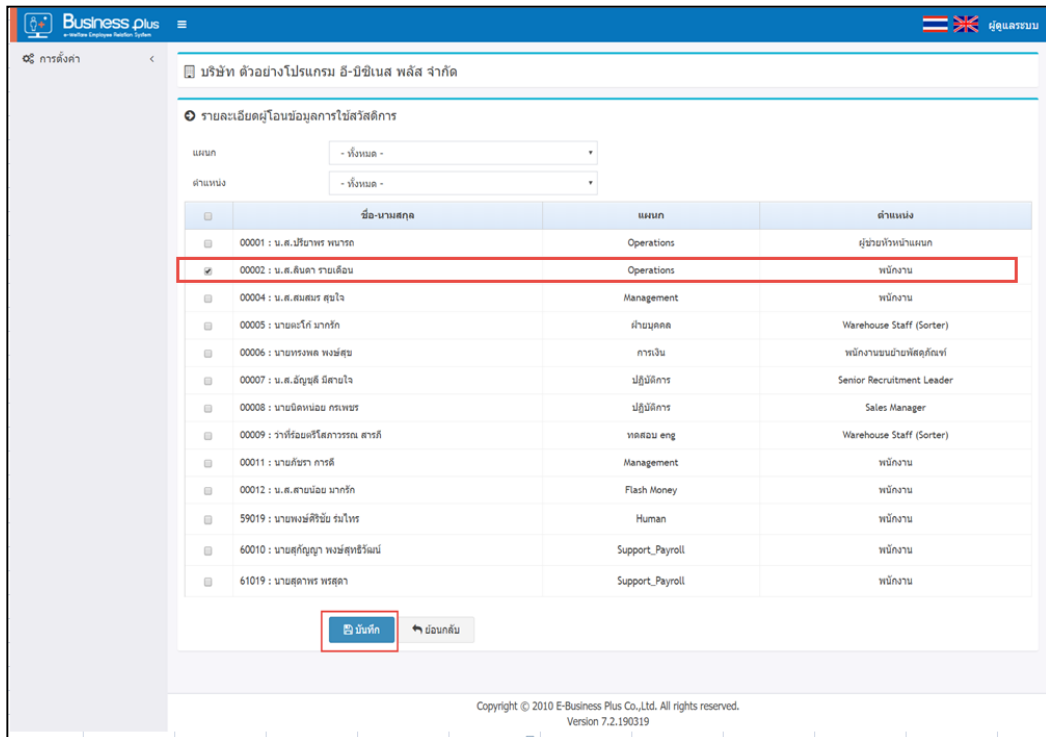 Business Plus
e-Welfare Employee Relation System
ผู้ดูแลระบบ
การตั้งค่า <
บริษัท ตัวอย่างโปรแกรม อี-บิซิเนส พลัส จำกัด
รายละเอียดผู้โอนข้อมูลการใช้สวัสดิการ
แผนก - ทั้งหมด -
ตำแหน่ง - ทั้งหมด -
ชื่อ-นามสกุล แผนก ตำแหน่ง
00001 : น.ส.ปรียาพร พนารถ Operations ผู้ช่วยหัวหน้าแผนก
00002 : น.ส.ลินดา รายเดือน Operations พนักงาน
00004 : น.ส.สมสมร สุขใจ Management พนักงาน
00005 : นายตะโก้ มากรัก ฝ่ายบุคคล Warehouse Staff (Sorter)
00006 : นายทรงพล พงษ์สุข การเงิน พนักงานขนย้ายพัสดุภัณฑ์
00007 : น.ส.อัญชุลี มีสายใจ ปฏิบัติการ Senior Recruitment Leader
00008 : นายนิดหน่อย กรเพชร ปฏิบัติการ Sales Manager
00009 : ว่าที่ร้อยตรีโสภาวรรณ สารภี ทดสอบ eng Warehouse Staff (Sorter)
00011 : นายภัชรา การดี Management พนักงาน
00012 : น.ส.สายน้อย มากรัก Flash Money พนักงาน
59019 : นายพงษ์ศิริชัย ร่มไทร Human พนักงาน
60010 : นายสุกัญญา พงษ์สุทธิวัฒน์ Support_Payroll พนักงาน
61019 : นายสุดาพร พรสุดา Support_Payroll พนักงาน
บันทึก ย้อนกลับ
Copyright © 2010 E-Business Plus Co.,Ltd. All rights reserved.
Version 7.2.190319